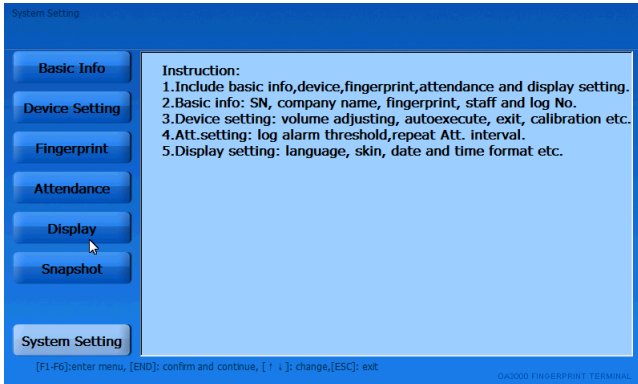 System Setting
Basic Info
Device Setting
Fingerprint
Attendance
Display
Snapshot
System Setting
Instruction:
1.Include basic info,device,fingerprint,attendance and display setting.
2.Basic info: SN, company name, fingerprint, staff and log No.
3.Device setting: volume adjusting, autoexecute, exit, calibration etc.
4.Att.setting: log alarm threshold,repeat Att. interval.
5.Display setting: language, skin, date and time format etc.
[F1-F6]:enter menu, [END]: confirm and continue, [ ↑ ↓ ]: change,[ESC]: exit
OA3000 FINGERPRINT TERMINAL